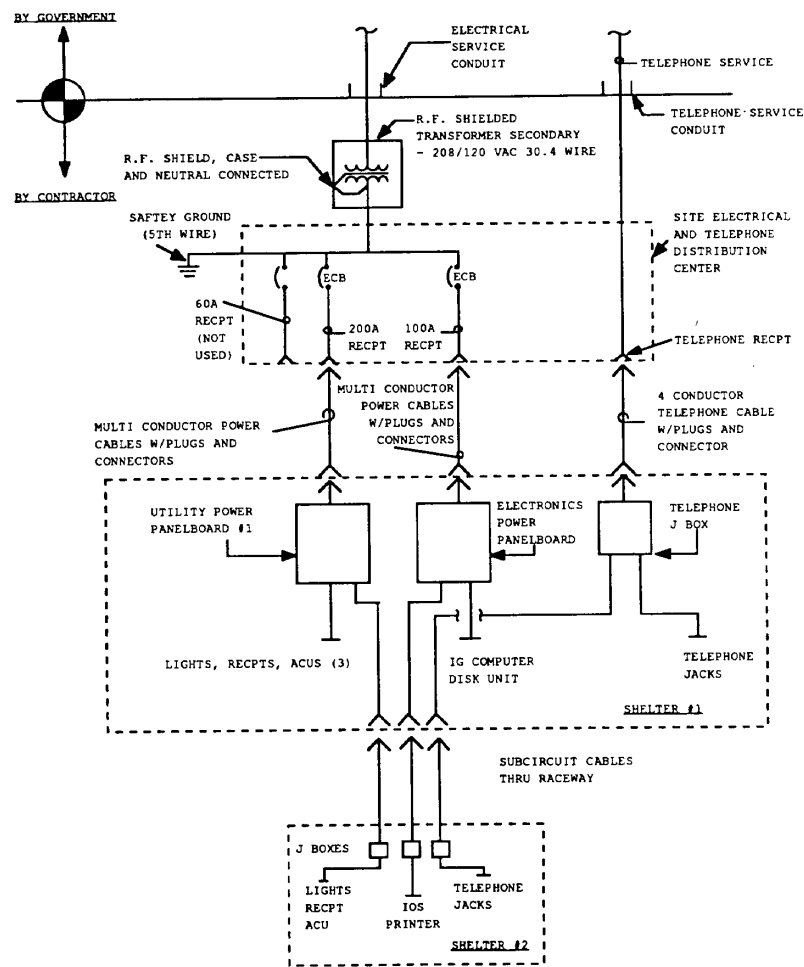 BY GOVERNMENT
ELECTRICAL
SERVICE
CONDUIT
TELEPHONE SERVICE
TELEPHONE-SERVICE
CONDUIT
R.F. SHIELDED
TRANSFORMER SECONDARY
- 208/120 VAC 30.4 WIRE
R.F. SHIELD, CASE
AND NEUTRAL CONNECTED
BY CONTRACTOR
SAFTEY GROUND
(5TH WIRE)
SITE ELECTRICAL
AND TELEPHONE
DISTRIBUTION
CENTER
ECB
ECB
60A
RECPT
(NOT
USED)
200A
RECPT
100A
RECPT
TELEPHONE RECPT
MULTI CONDUCTOR
POWER CABLES
W/PLUGS AND
CONNECTORS
4 CONDUCTOR
TELEPHONE CABLE
W/PLUGS AND
CONNECTOR
MULTI CONDUCTOR POWER
CABLES W/PLUGS AND
CONNECTORS
UTILITY POWER
PANELBOARD #1
ELECTRONICS
POWER
PANELBOARD
TELEPHONE
J BOX
LIGHTS, RECPTS, ACUS (3)
IG COMPUTER
DISK UNIT
TELEPHONE
JACKS
SHELTER #1
SUBCIRCUIT CABLES
THRU RACEWAY
J BOXES
LIGHTS
RECPT
ACU
IOS
PRINTER
TELEPHONE
JACKS
SHELTER #2